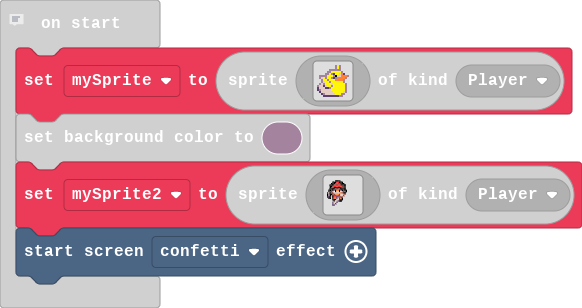 on start
set mySprite to sprite of kind Player
set background color to
set mySprite2 to sprite of kind Player
start screen confetti effect